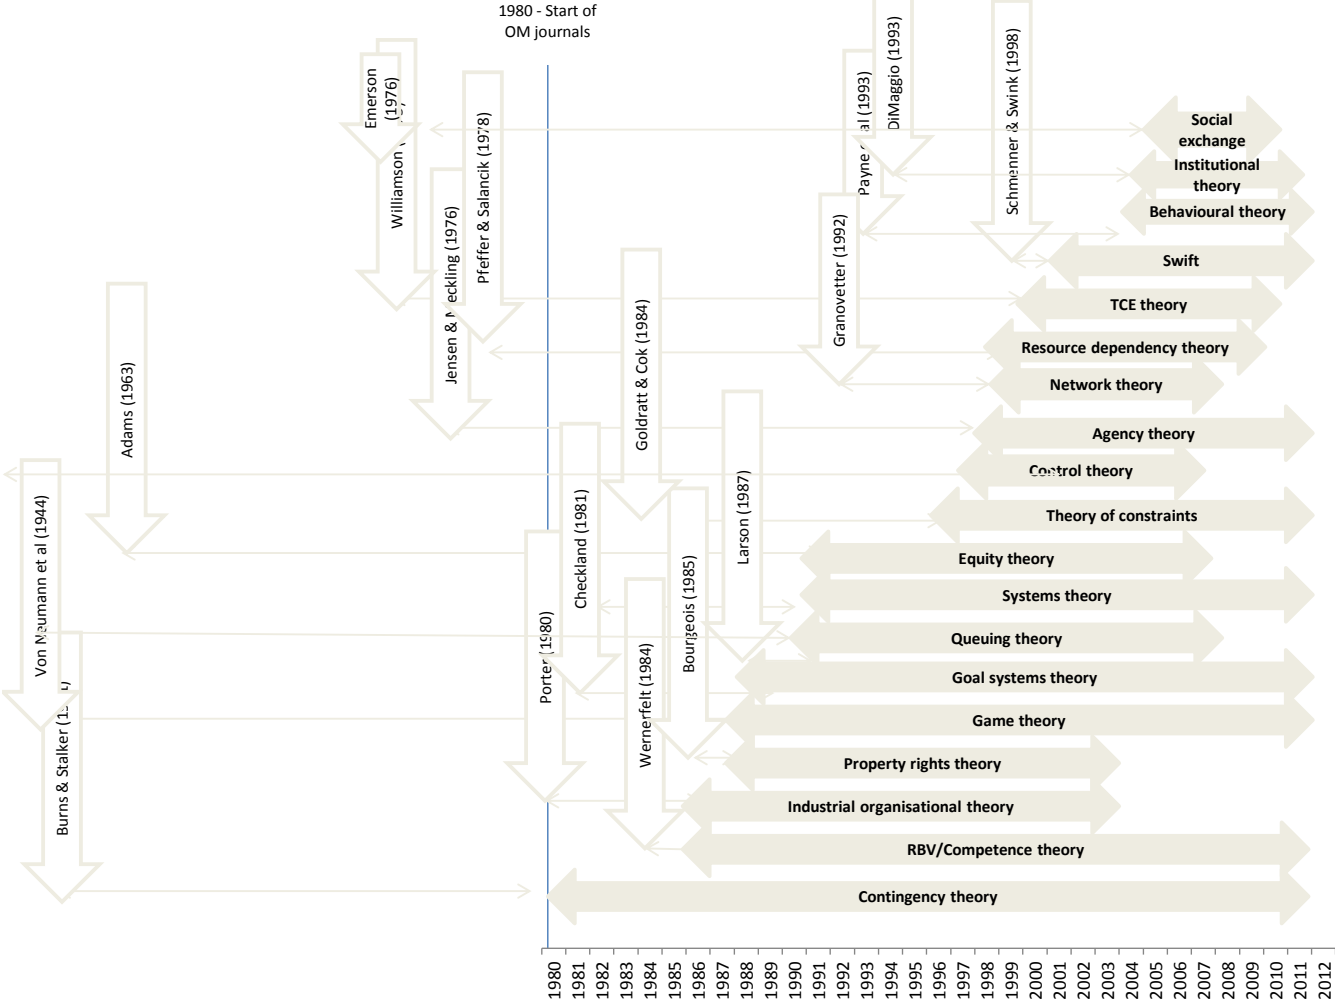 1980 - Start of
OM journals
Emerson
(1976)
Williamson (
Jensen & Meckling (1976)
Pfeffer & Salancik (1978)
Payne et al (1993)
DiMaggio (1993)
Schmenner & Swink (1998)
Granovetter (1992)
Goldratt & Cok (1984)
Adams (1963)
Larson (1987)
Checkland (1981)
Bourgeois (1985)
Von Neumann et al (1944)
Porter (1980)
Wernerfelt (1984)
Burns & Stalker
Social
exchange
Institutional
theory
Behavioural theory
Swift
TCE theory
Resource dependency theory
Network theory
Agency theory
Control theory
Theory of constraints
Equity theory
Systems theory
Queuing theory
Goal systems theory
Game theory
Property rights theory
Industrial organisational theory
RBV/Competence theory
Contingency theory
1980
1981
1982
1983
1984
1985
1986
1987
1988
1989
1990
1991
1992
1993
1994
1995
1996
1997
1998
1999
2000
2001
2002
2003
2004
2005
2006
2007
2008
2009
2010
2011
2012